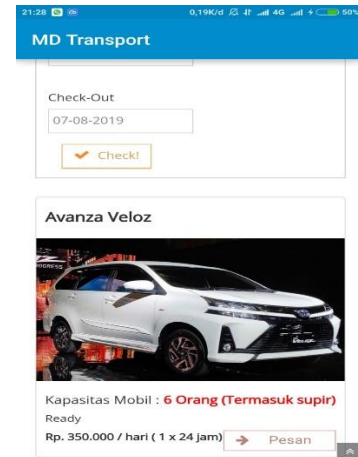 21:28 0,19K/d 4G 50%
MD Transport
Check-Out
07-08-2019
Check!
Avanza Veloz
Kapasitas Mobil : 6 Orang (Termasuk supir)
Ready
Rp. 350.000 / hari ( 1 x 24 jam) Pesan